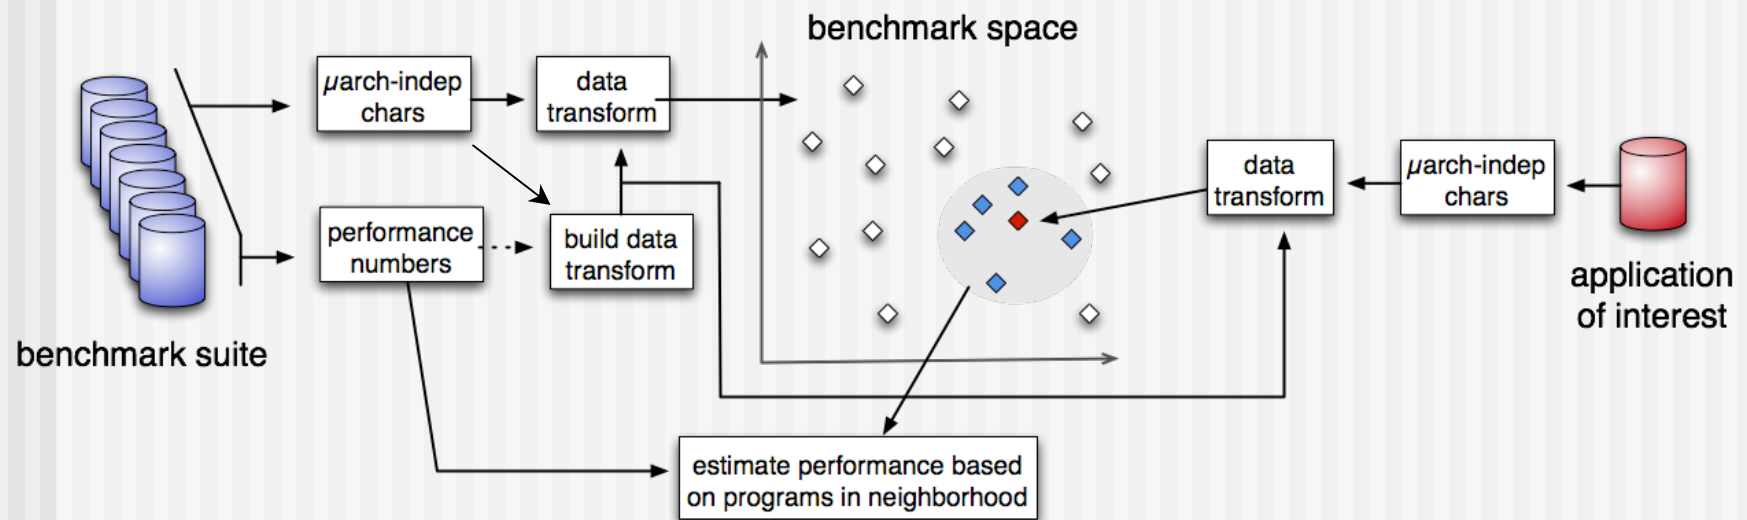 benchmark space
µarch-indep
chars
data
transform
data
transform
µarch-indep
chars
performance
numbers
build data
transform
application
of interest
benchmark suite
estimate performance based
on programs in neighborhood